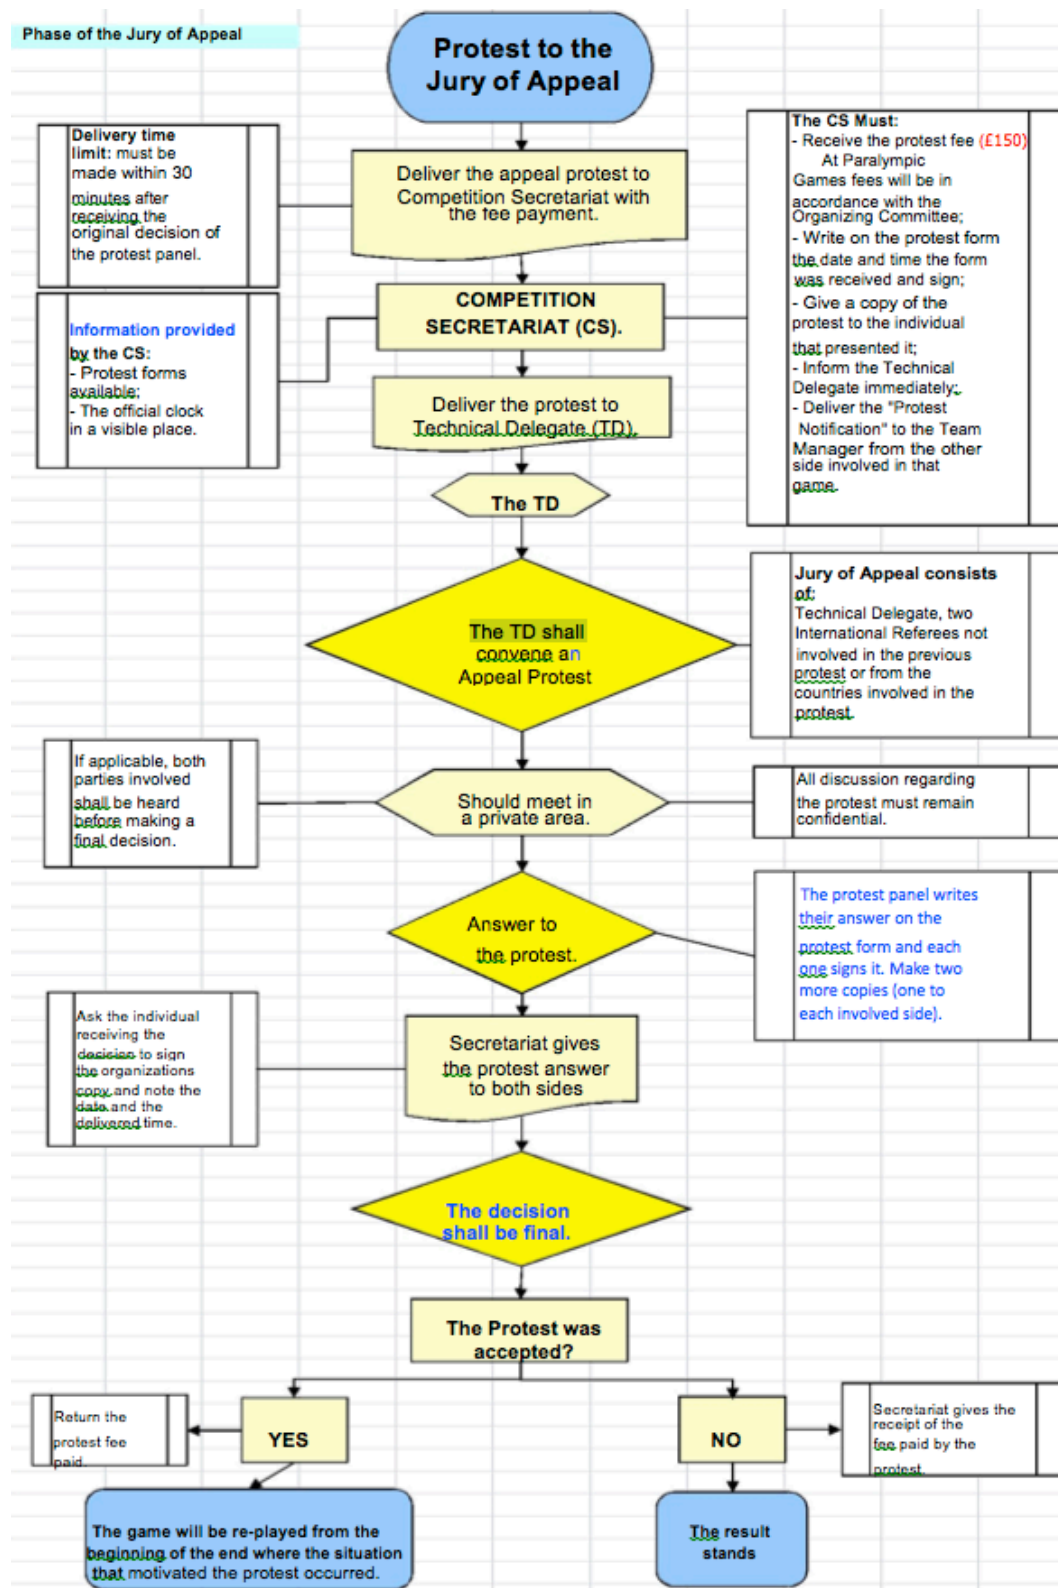 Phase of the Jury of Appeal
Protest to the
Jury of Appeal
Delivery time
limit: must be
made within 30
minutes after
receiving the
original decision of
the protest panel.
Deliver the appeal protest to
Competition Secretariat with
the fee payment.
The CS Must:
- Receive the protest fee (£150)
At Paralympic
Games fees will be in
accordance with the
Organizing Committee;
- Write on the protest form
the date and time the form
was received and sign;
- Give a copy of the
protest to the individual
that presented it;
- Inform the Technical
Delegate immediately;
- Deliver the "Protest
Notification" to the Team
Manager from the other
side involved in that
game.
Information provided
by the CS:
- Protest forms
available;
- The official clock
in a visible place.
COMPETITION
SECRETARIAT (CS).
Deliver the protest to
Technical Delegate (TD).
The TD
The TD shall
convene an
Appeal Protest
Jury of Appeal consists
of:
Technical Delegate, two
International Referees not
involved in the previous
protest or from the
countries involved in the
protest.
If applicable, both
parties involved
shall be heard
before making a
final decision.
Should meet in
a private area.
All discussion regarding
the protest must remain
confidential.
Answer to
the protest.
The protest panel writes
their answer on the
protest form and each
one signs it. Make two
more copies (one to
each involved side).
Ask the individual
receiving the
decision to sign
the organizations
copy and note the
date and the
delivered time.
Secretariat gives
the protest answer
to both sides
The decision
shall be final.
The Protest was
accepted?
Return the
protest fee
paid.
YES
NO
Secretariat gives the
receipt of the
fee paid by the
protest.
The game will be re-played from the
beginning of the end where the situation
that motivated the protest occurred.
The result
stands